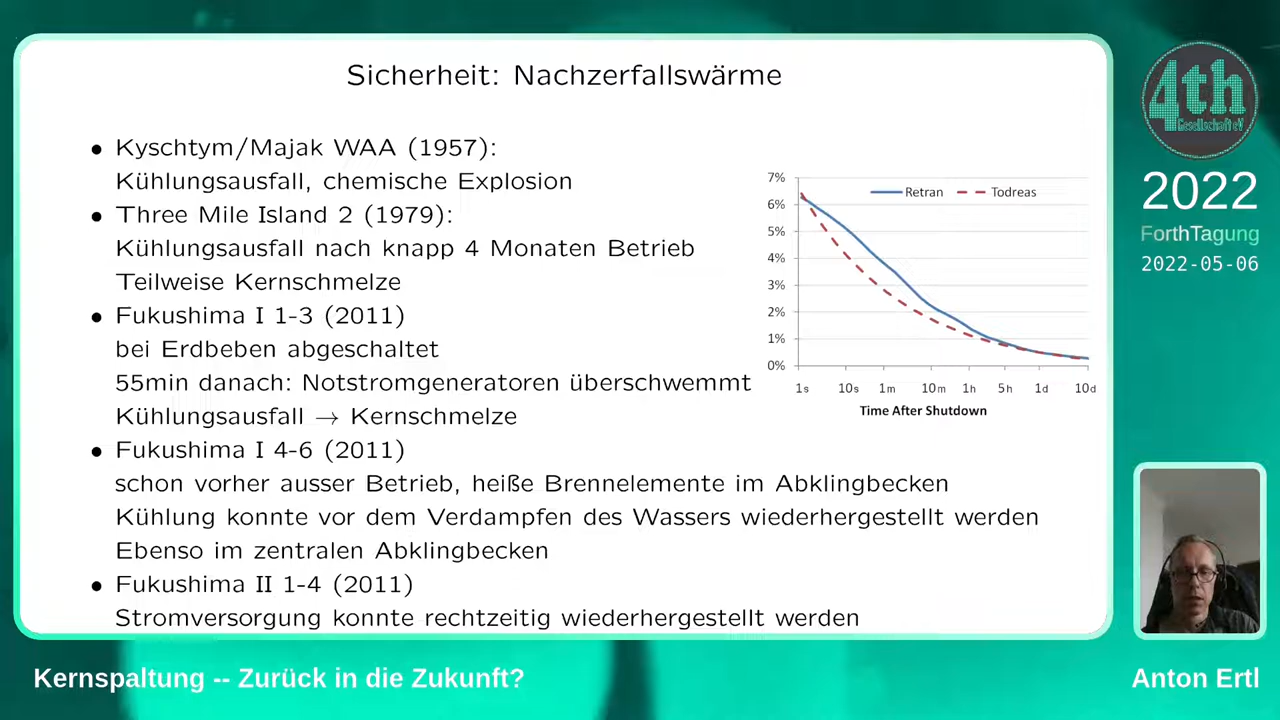 Sicherheit: Nachzerfallswärme
• Kyschtym/Majak WAA (1957):
Kühlungsausfall, chemische Explosion
• Three Mile Island 2 (1979):
Kühlungsausfall nach knapp 4 Monaten Betrieb
Teilweise Kernschmelze
• Fukushima I 1-3 (2011)
bei Erdbeben abgeschaltet
55min danach: Notstromgeneratoren überschwemmt
Kühlungsausfall → Kernschmelze
• Fukushima I 4-6 (2011)
schon vorher ausser Betrieb, heiße Brennelemente im Abklingbecken
Kühlung konnte vor dem Verdampfen des Wassers wiederhergestellt werden
Ebenso im zentralen Abklingbecken
• Fukushima II 1-4 (2011)
Stromversorgung konnte rechtzeitig wiederhergestellt werden
Retran Todreas
7%
6%
5%
4%
3%
2%
1%
0%
1s 10s 1m 10m 1h 5h 1d 10d
Time After Shutdown
4th
Gesellschaft eV
2022
ForthTagung
2022-05-06
Kernspaltung -- Zurück in die Zukunft?
Anton Ertl